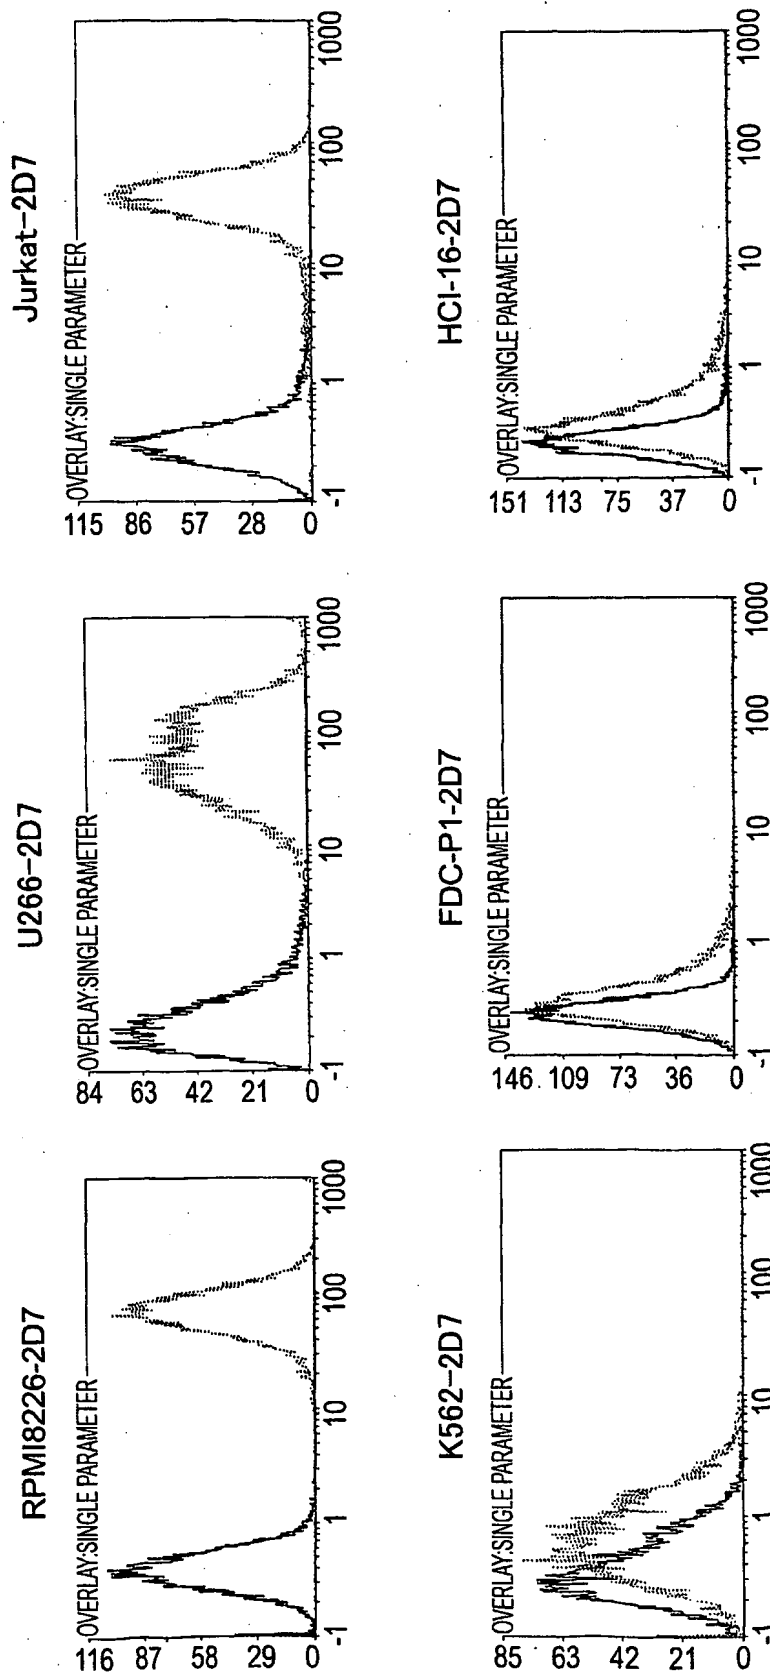 RPMI8226-2D7
OVERLAY:SINGLE PARAMETER
116 87 58 29 0
-1 1 10 100 1000
U266-2D7
OVERLAY:SINGLE PARAMETER
84 63 42 21 0
-1 1 10 100 1000
Jurkat-2D7
OVERLAY:SINGLE PARAMETER
115 86 57 28 0
-1 1 10 100 1000
K562-2D7
OVERLAY:SINGLE PARAMETER
85 63 42 21 0
-1 1 10 100 1000
FDC-P1-2D7
OVERLAY:SINGLE PARAMETER
146 109 73 36 0
-1 1 10 100 1000
HCI-16-2D7
OVERLAY:SINGLE PARAMETER
151 113 75 37 0
-1 1 10 100 1000